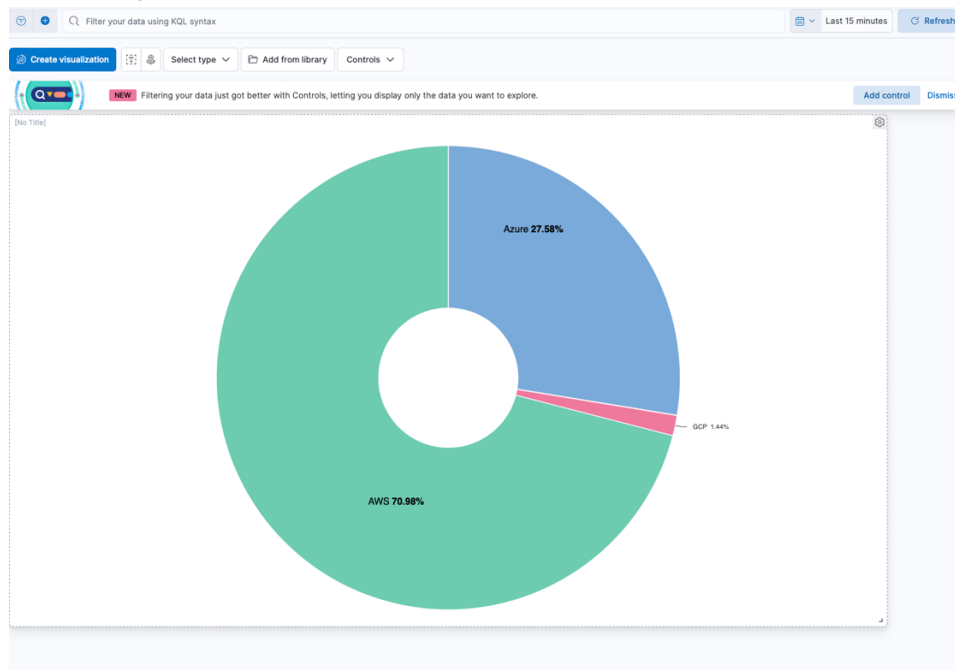 Filter your data using KQL syntax
Last 15 minutes
Refresh
Create visualization
Select type
Add from library
Controls
NEW Filtering your data just got better with Controls, letting you display only the data you want to explore.
Add control
Dismiss
[No Title]
Azure 27.58%
GCP 1.44%
AWS 70.98%